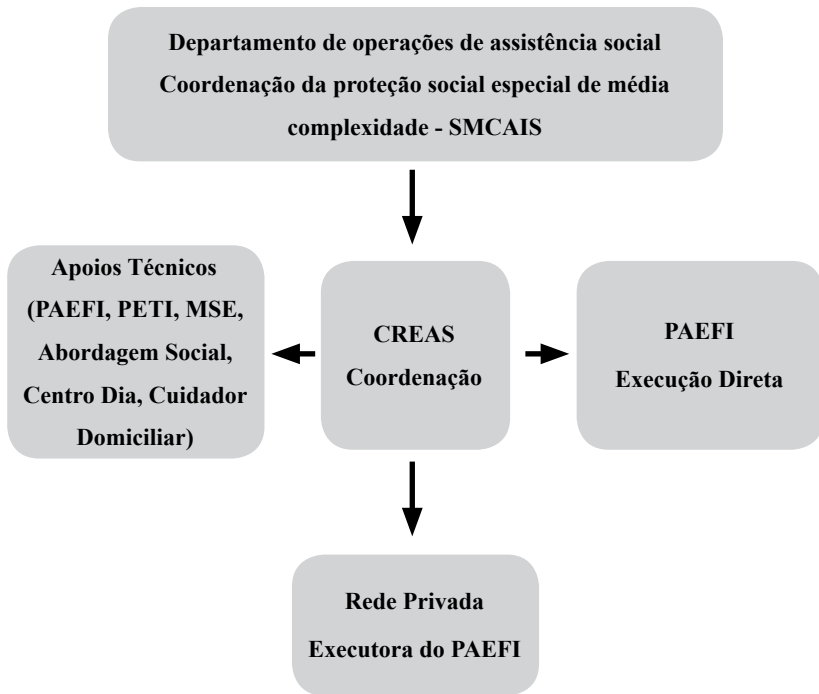 Departamento de operações de assistência social
Coordenação da proteção social especial de média
complexidade - SMCAIS
Apoios Técnicos
(PAEFI, PETI, MSE,
Abordagem Social,
Centro Dia, Cuidador
Domiciliar)
CREAS
Coordenação
PAEFI
Execução Direta
Rede Privada
Executora do PAEFI